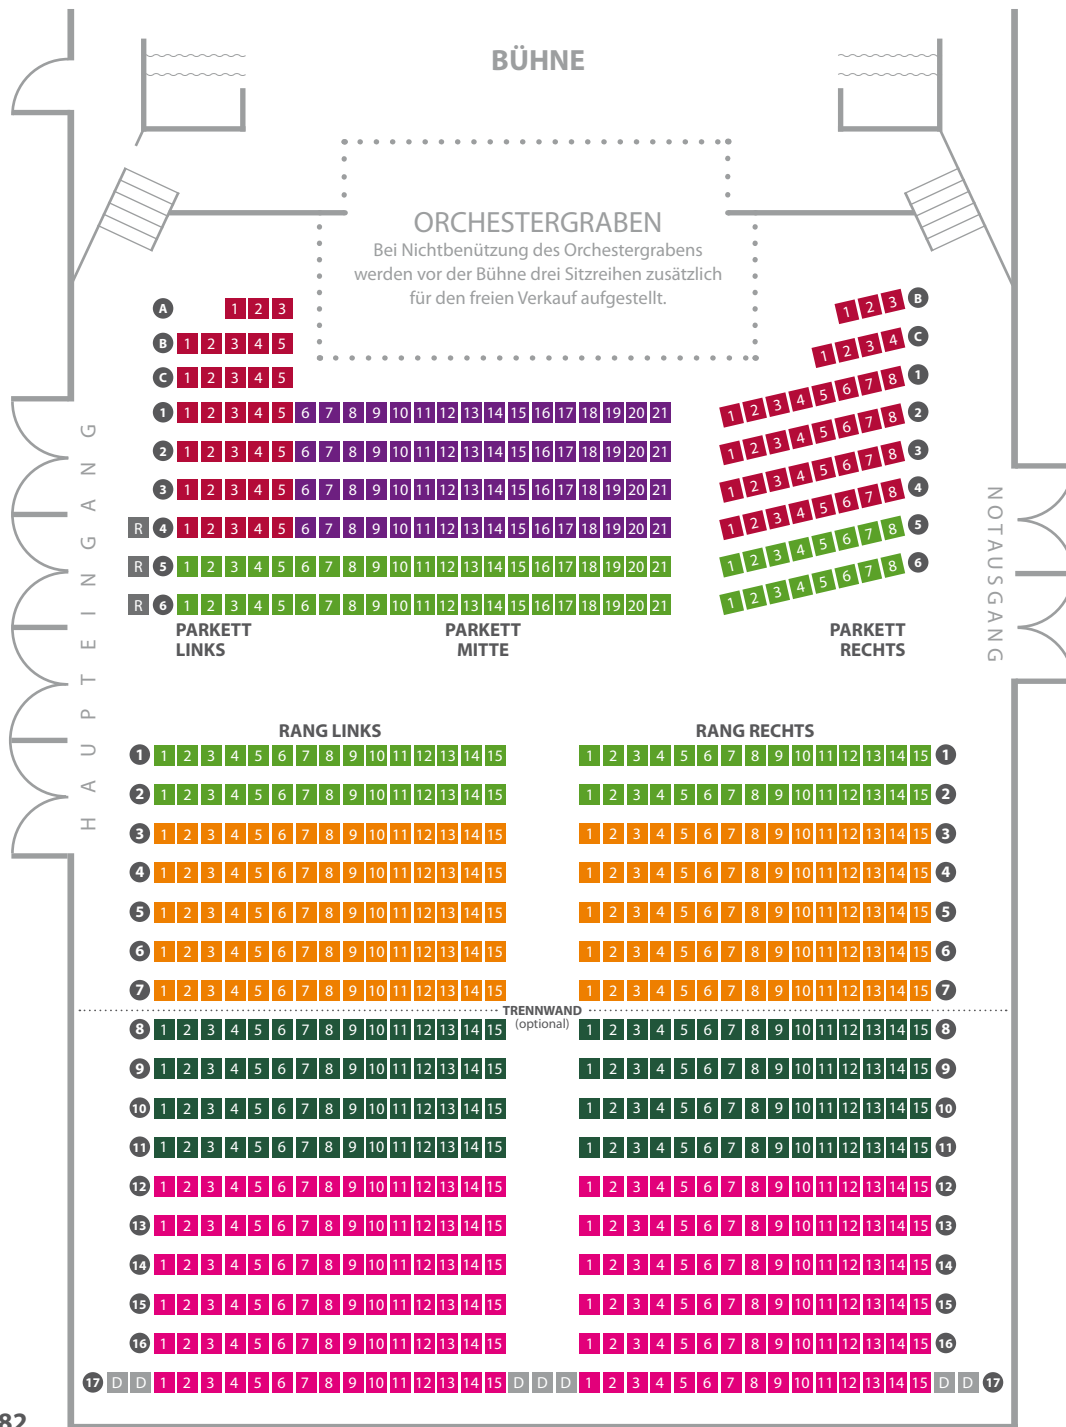 BÜHNE
ORCHESTERGRABEN
Bei Nichtbenützung des Orchestergrabens
werden vor der Bühne drei Sitzreihen zusätzlich
für den freien Verkauf aufgestellt.
A 1 2 3
1 2 3 B
B 1 2 3 4 5
1 2 3 4 C
C 1 2 3 4 5
1 2 3 4 5 6 7 8 1
1 1 2 3 4 5 6 7 8 9 10 11 12 13 14 15 16 17 18 19 20 21
1 2 3 4 5 6 7 8 2
2 1 2 3 4 5 6 7 8 9 10 11 12 13 14 15 16 17 18 19 20 21
1 2 3 4 5 6 7 8 3
3 1 2 3 4 5 6 7 8 9 10 11 12 13 14 15 16 17 18 19 20 21
1 2 3 4 5 6 7 8 4
R 4 1 2 3 4 5 6 7 8 9 10 11 12 13 14 15 16 17 18 19 20 21
1 2 3 4 5 6 7 8 5
R 5 1 2 3 4 5 6 7 8 9 10 11 12 13 14 15 16 17 18 19 20 21
1 2 3 4 5 6 7 8 6
R 6 1 2 3 4 5 6 7 8 9 10 11 12 13 14 15 16 17 18 19 20 21
PARKETT
LINKS
PARKETT
MITTE
PARKETT
RECHTS
HAUPTEINGANG
NOTAUSGANG
RANG LINKS
RANG RECHTS
1 1 2 3 4 5 6 7 8 9 10 11 12 13 14 15 1 2 3 4 5 6 7 8 9 10 11 12 13 14 15 1
2 1 2 3 4 5 6 7 8 9 10 11 12 13 14 15 1 2 3 4 5 6 7 8 9 10 11 12 13 14 15 2
3 1 2 3 4 5 6 7 8 9 10 11 12 13 14 15 1 2 3 4 5 6 7 8 9 10 11 12 13 14 15 3
4 1 2 3 4 5 6 7 8 9 10 11 12 13 14 15 1 2 3 4 5 6 7 8 9 10 11 12 13 14 15 4
5 1 2 3 4 5 6 7 8 9 10 11 12 13 14 15 1 2 3 4 5 6 7 8 9 10 11 12 13 14 15 5
6 1 2 3 4 5 6 7 8 9 10 11 12 13 14 15 1 2 3 4 5 6 7 8 9 10 11 12 13 14 15 6
7 1 2 3 4 5 6 7 8 9 10 11 12 13 14 15 1 2 3 4 5 6 7 8 9 10 11 12 13 14 15 7
TRENNWAND
(optional)
8 1 2 3 4 5 6 7 8 9 10 11 12 13 14 15 1 2 3 4 5 6 7 8 9 10 11 12 13 14 15 8
9 1 2 3 4 5 6 7 8 9 10 11 12 13 14 15 1 2 3 4 5 6 7 8 9 10 11 12 13 14 15 9
10 1 2 3 4 5 6 7 8 9 10 11 12 13 14 15 1 2 3 4 5 6 7 8 9 10 11 12 13 14 15 10
11 1 2 3 4 5 6 7 8 9 10 11 12 13 14 15 1 2 3 4 5 6 7 8 9 10 11 12 13 14 15 11
12 1 2 3 4 5 6 7 8 9 10 11 12 13 14 15 1 2 3 4 5 6 7 8 9 10 11 12 13 14 15 12
13 1 2 3 4 5 6 7 8 9 10 11 12 13 14 15 1 2 3 4 5 6 7 8 9 10 11 12 13 14 15 13
14 1 2 3 4 5 6 7 8 9 10 11 12 13 14 15 1 2 3 4 5 6 7 8 9 10 11 12 13 14 15 14
15 1 2 3 4 5 6 7 8 9 10 11 12 13 14 15 1 2 3 4 5 6 7 8 9 10 11 12 13 14 15 15
16 1 2 3 4 5 6 7 8 9 10 11 12 13 14 15 1 2 3 4 5 6 7 8 9 10 11 12 13 14 15 16
17 D D 1 2 3 4 5 6 7 8 9 10 11 12 13 14 15 D D D 1 2 3 4 5 6 7 8 9 10 11 12 13 14 15 D D 17
82